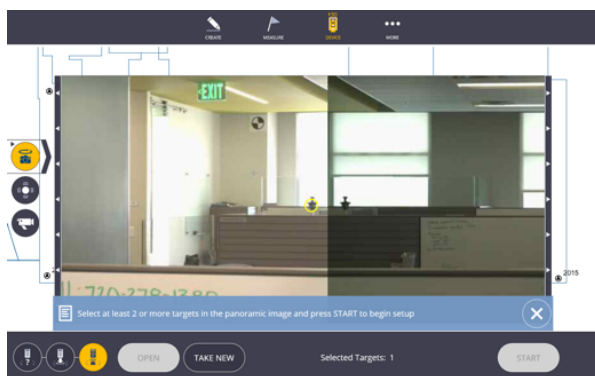 CREATE
MEASURE
DEVICE
MORE
EXIT
2015
Select at least 2 or more targets in the panoramic image and press START to begin setup
?
OPEN
TAKE NEW
Selected Targets: 1
START